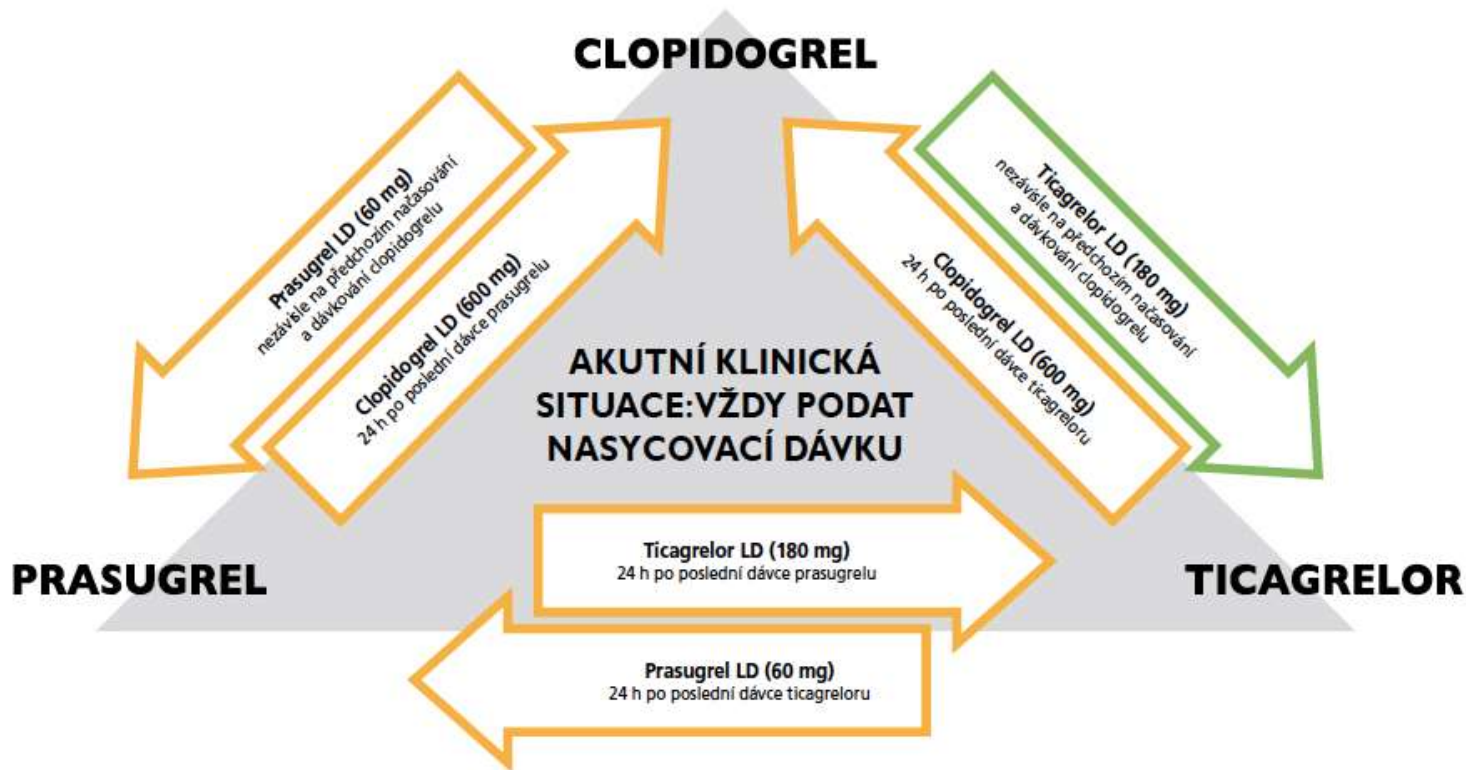 CLOPIDOGREL
Prasugrel LD (60 mg)
nezávisle na předchozím načasování
a dávkování clopidogrelu
Clopidogrel LD (600 mg)
24 h po poslední dávce prasugrelu
Ticagrelor LD (180 mg)
nezávisle na předchozím načasování
a dávkování clopidogrelu
Clopidogrel LD (600 mg)
24 h po poslední dávce ticagreloru
AKUTNÍ KLINICKÁ
SITUACE:VŽDY PODAT
NASYCOVACÍ DÁVKU
PRASUGREL
TICAGRELOR
Ticagrelor LD (180 mg)
24 h po poslední dávce prasugrelu
Prasugrel LD (60 mg)
24 h po poslední dávce ticagreloru